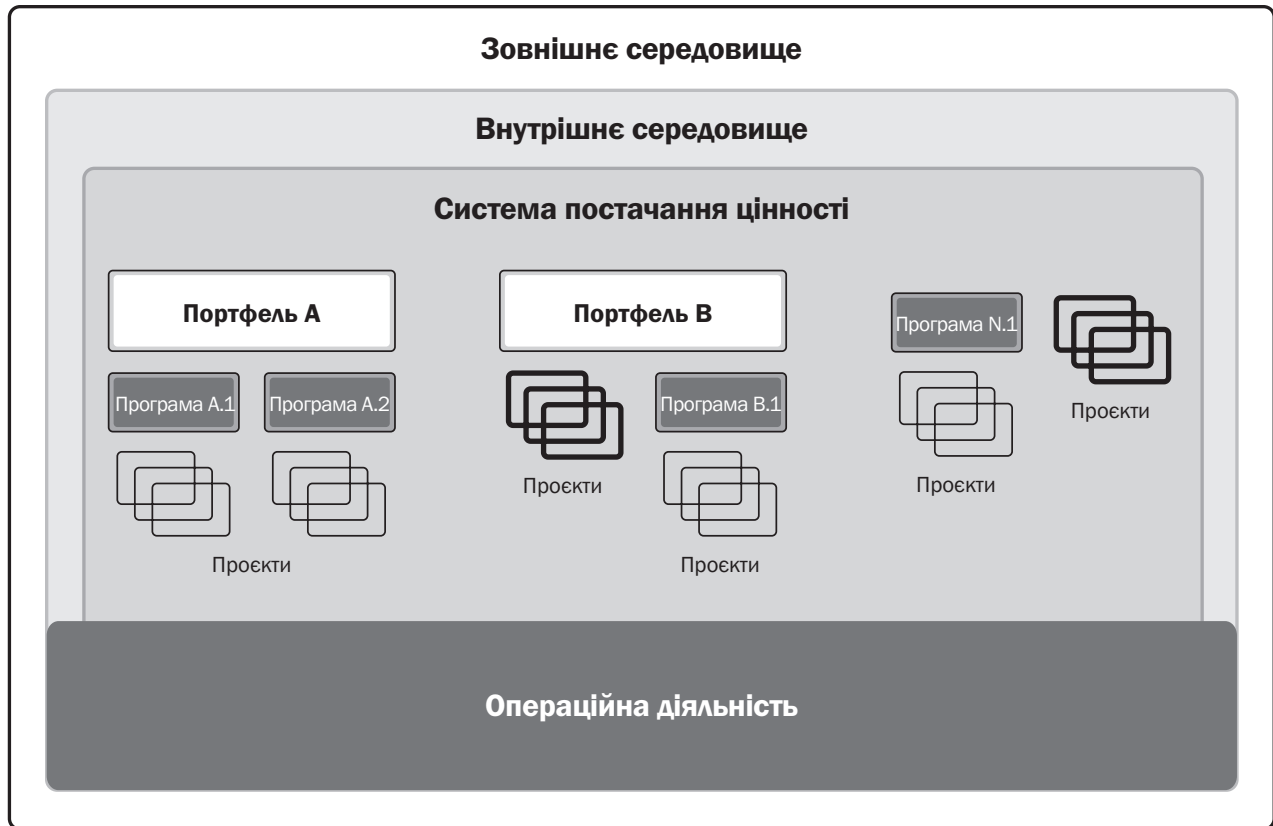 Зовнішнє середовище
Внутрішнє середовище
Система постачання цінності
Портфель A
Портфель B
Програма N.1
Проєкти
Програма A.1
Програма A.2
Програма B.1
Проєкти
Проєкти
Проєкти
Проєкти
Операційна діяльність